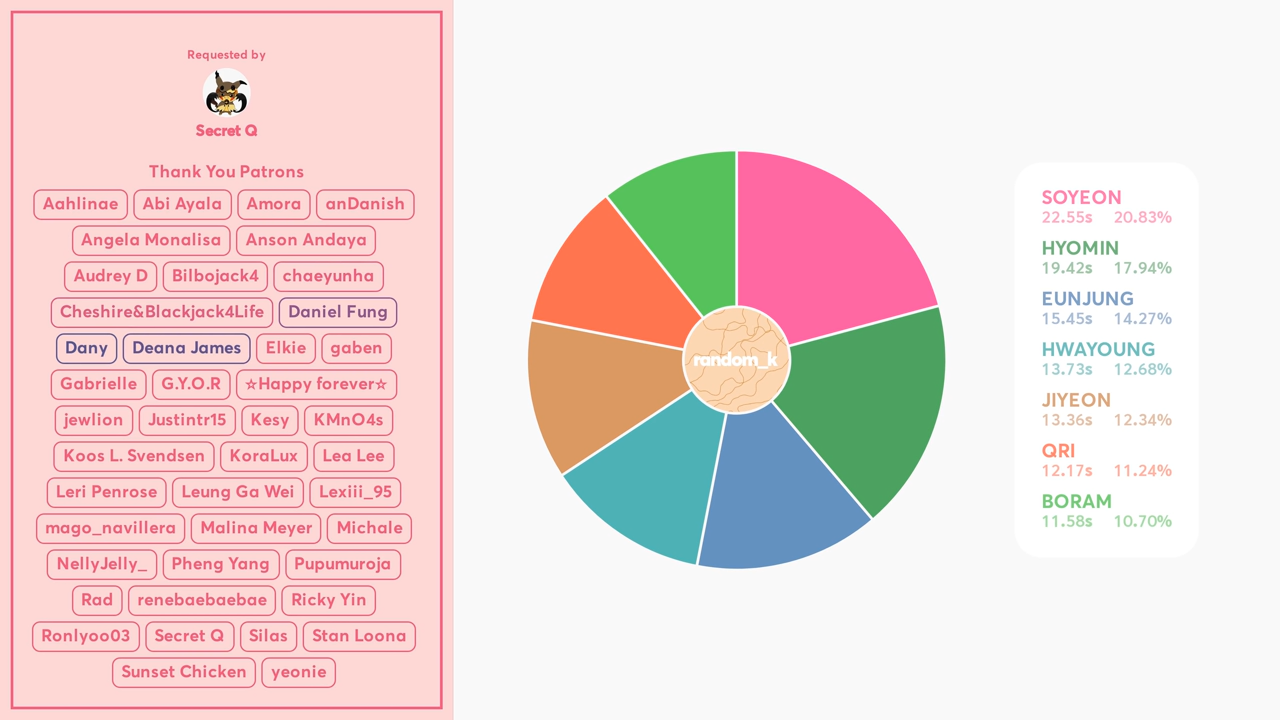 Requested by
Secret Q
Thank You Patrons
Aahlinae Abi Ayala Amora anDanish
Angela Monalisa Anson Andaya
Audrey D Bilbojack4 chaeyunha
Cheshire&Blackjack4Life Daniel Fung
Dany Deana James Elkie gaben
Gabrielle G.Y.O.R ☆Happy forever☆
jewlion Justintr15 Kesy KMnO4s
Koos L. Svendsen KoraLux Lea Lee
Leri Penrose Leung Ga Wei Lexiii_95
mago_navillera Malina Meyer Michale
NellyJelly_ Pheng Yang Pupumuroja
Rad renebaebaebae Ricky Yin
Ronlyoo03 Secret Q Silas Stan Loona
Sunset Chicken yeonie
random_k
SOYEON
22.55s 20.83%
HYOMIN
19.42s 17.94%
EUNJUNG
15.45s 14.27%
HWAYOUNG
13.73s 12.68%
JIYEON
13.36s 12.34%
QRI
12.17s 11.24%
BORAM
11.58s 10.70%